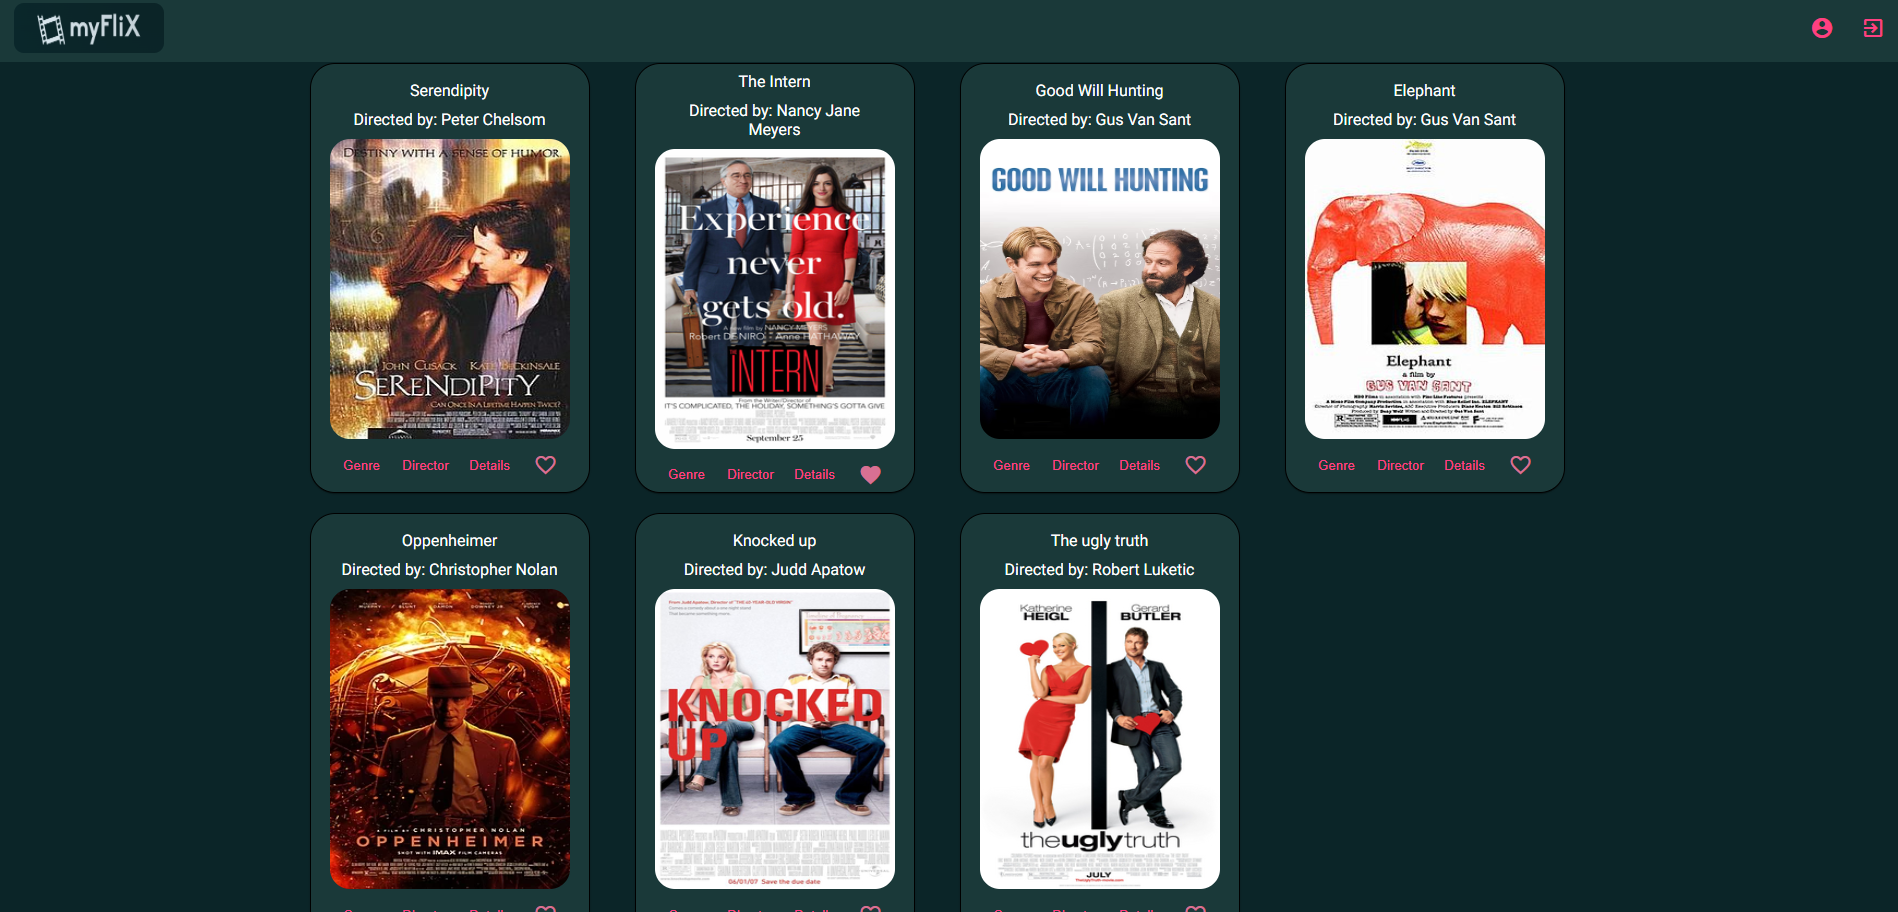 myFliX
Serendipity
Directed by: Peter Chelsom
DESTINY WITH A SENSE OF HUMOR
JOHN CUSACK KATE BECKINSALE
SERENDIPITY
CAN ONCE IN A LIFETIME HAPPEN TWICE?
Genre Director Details
The Intern
Directed by: Nancy Jane
Meyers
Experience
never
gets old.
A new film by NANCY MEYERS
Robert DE NIRO - Anne HATHAWAY
THE
INTERN
From the Writer/Director of
IT'S COMPLICATED, THE HOLIDAY, SOMETHING'S GOTTA GIVE
September 25
Genre Director Details
Good Will Hunting
Directed by: Gus Van Sant
GOOD WILL HUNTING
Genre Director Details
Elephant
Directed by: Gus Van Sant
Elephant
a film by
GUS VAN SANT
Genre Director Details
Oppenheimer
Directed by: Christopher Nolan
A FILM BY CHRISTOPHER NOLAN
OPPENHEIMER
SHOT WITH IMAX FILM CAMERAS
Knocked up
Directed by: Judd Apatow
KNOCKED
UP
06/01/07 Save the due date
The ugly truth
Directed by: Robert Luketic
Katherine
HEIGL
Gerard
BUTLER
theuglytruth
JULY